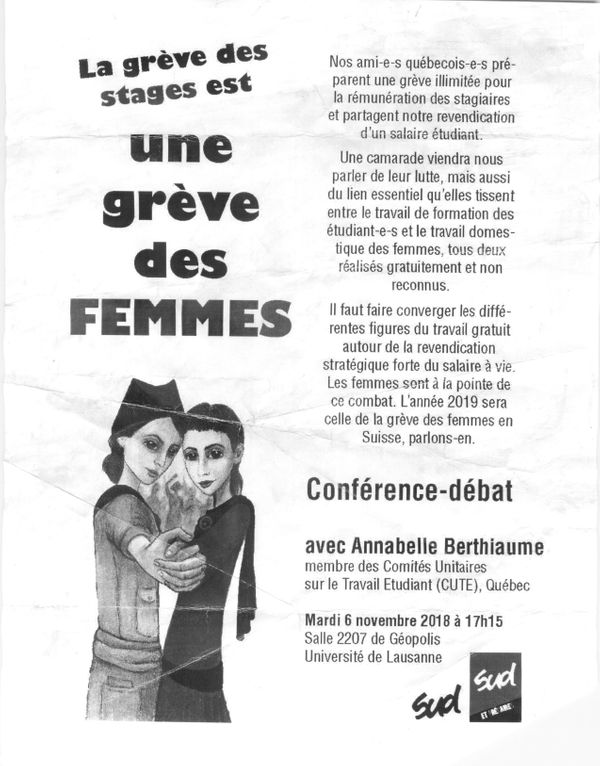 La grève des
stages est
une
grève
des
FEMMES
Nos ami-e-s québecois-e-s pré-
parent une grève illimitée pour
la rémunération des stagiaires
et partagent notre revendication
d'un salaire étudiant.
Une camarade viendra nous
parler de leur lutte, mais aussi
du lien essentiel qu'elles tissent
entre le travail de formation des
étudiant-e-s et le travail domes-
tique des femmes, tous deux
réalisés gratuitement et non
reconnus.
Il faut faire converger les diffé-
rentes figures du travail gratuit
autour de la revendication
stratégique forte du salaire à vie.
Les femmes sont à la pointe de
ce combat. L'année 2019 sera
celle de la grève des femmes en
Suisse, parlons-en.
Conférence-débat
avec Annabelle Berthiaume
membre des Comités Unitaires
sur le Travail Etudiant (CUTE), Québec
Mardi 6 novembre 2018 à 17h15
Salle 2207 de Géopolis
Université de Lausanne
sud
sud
ET